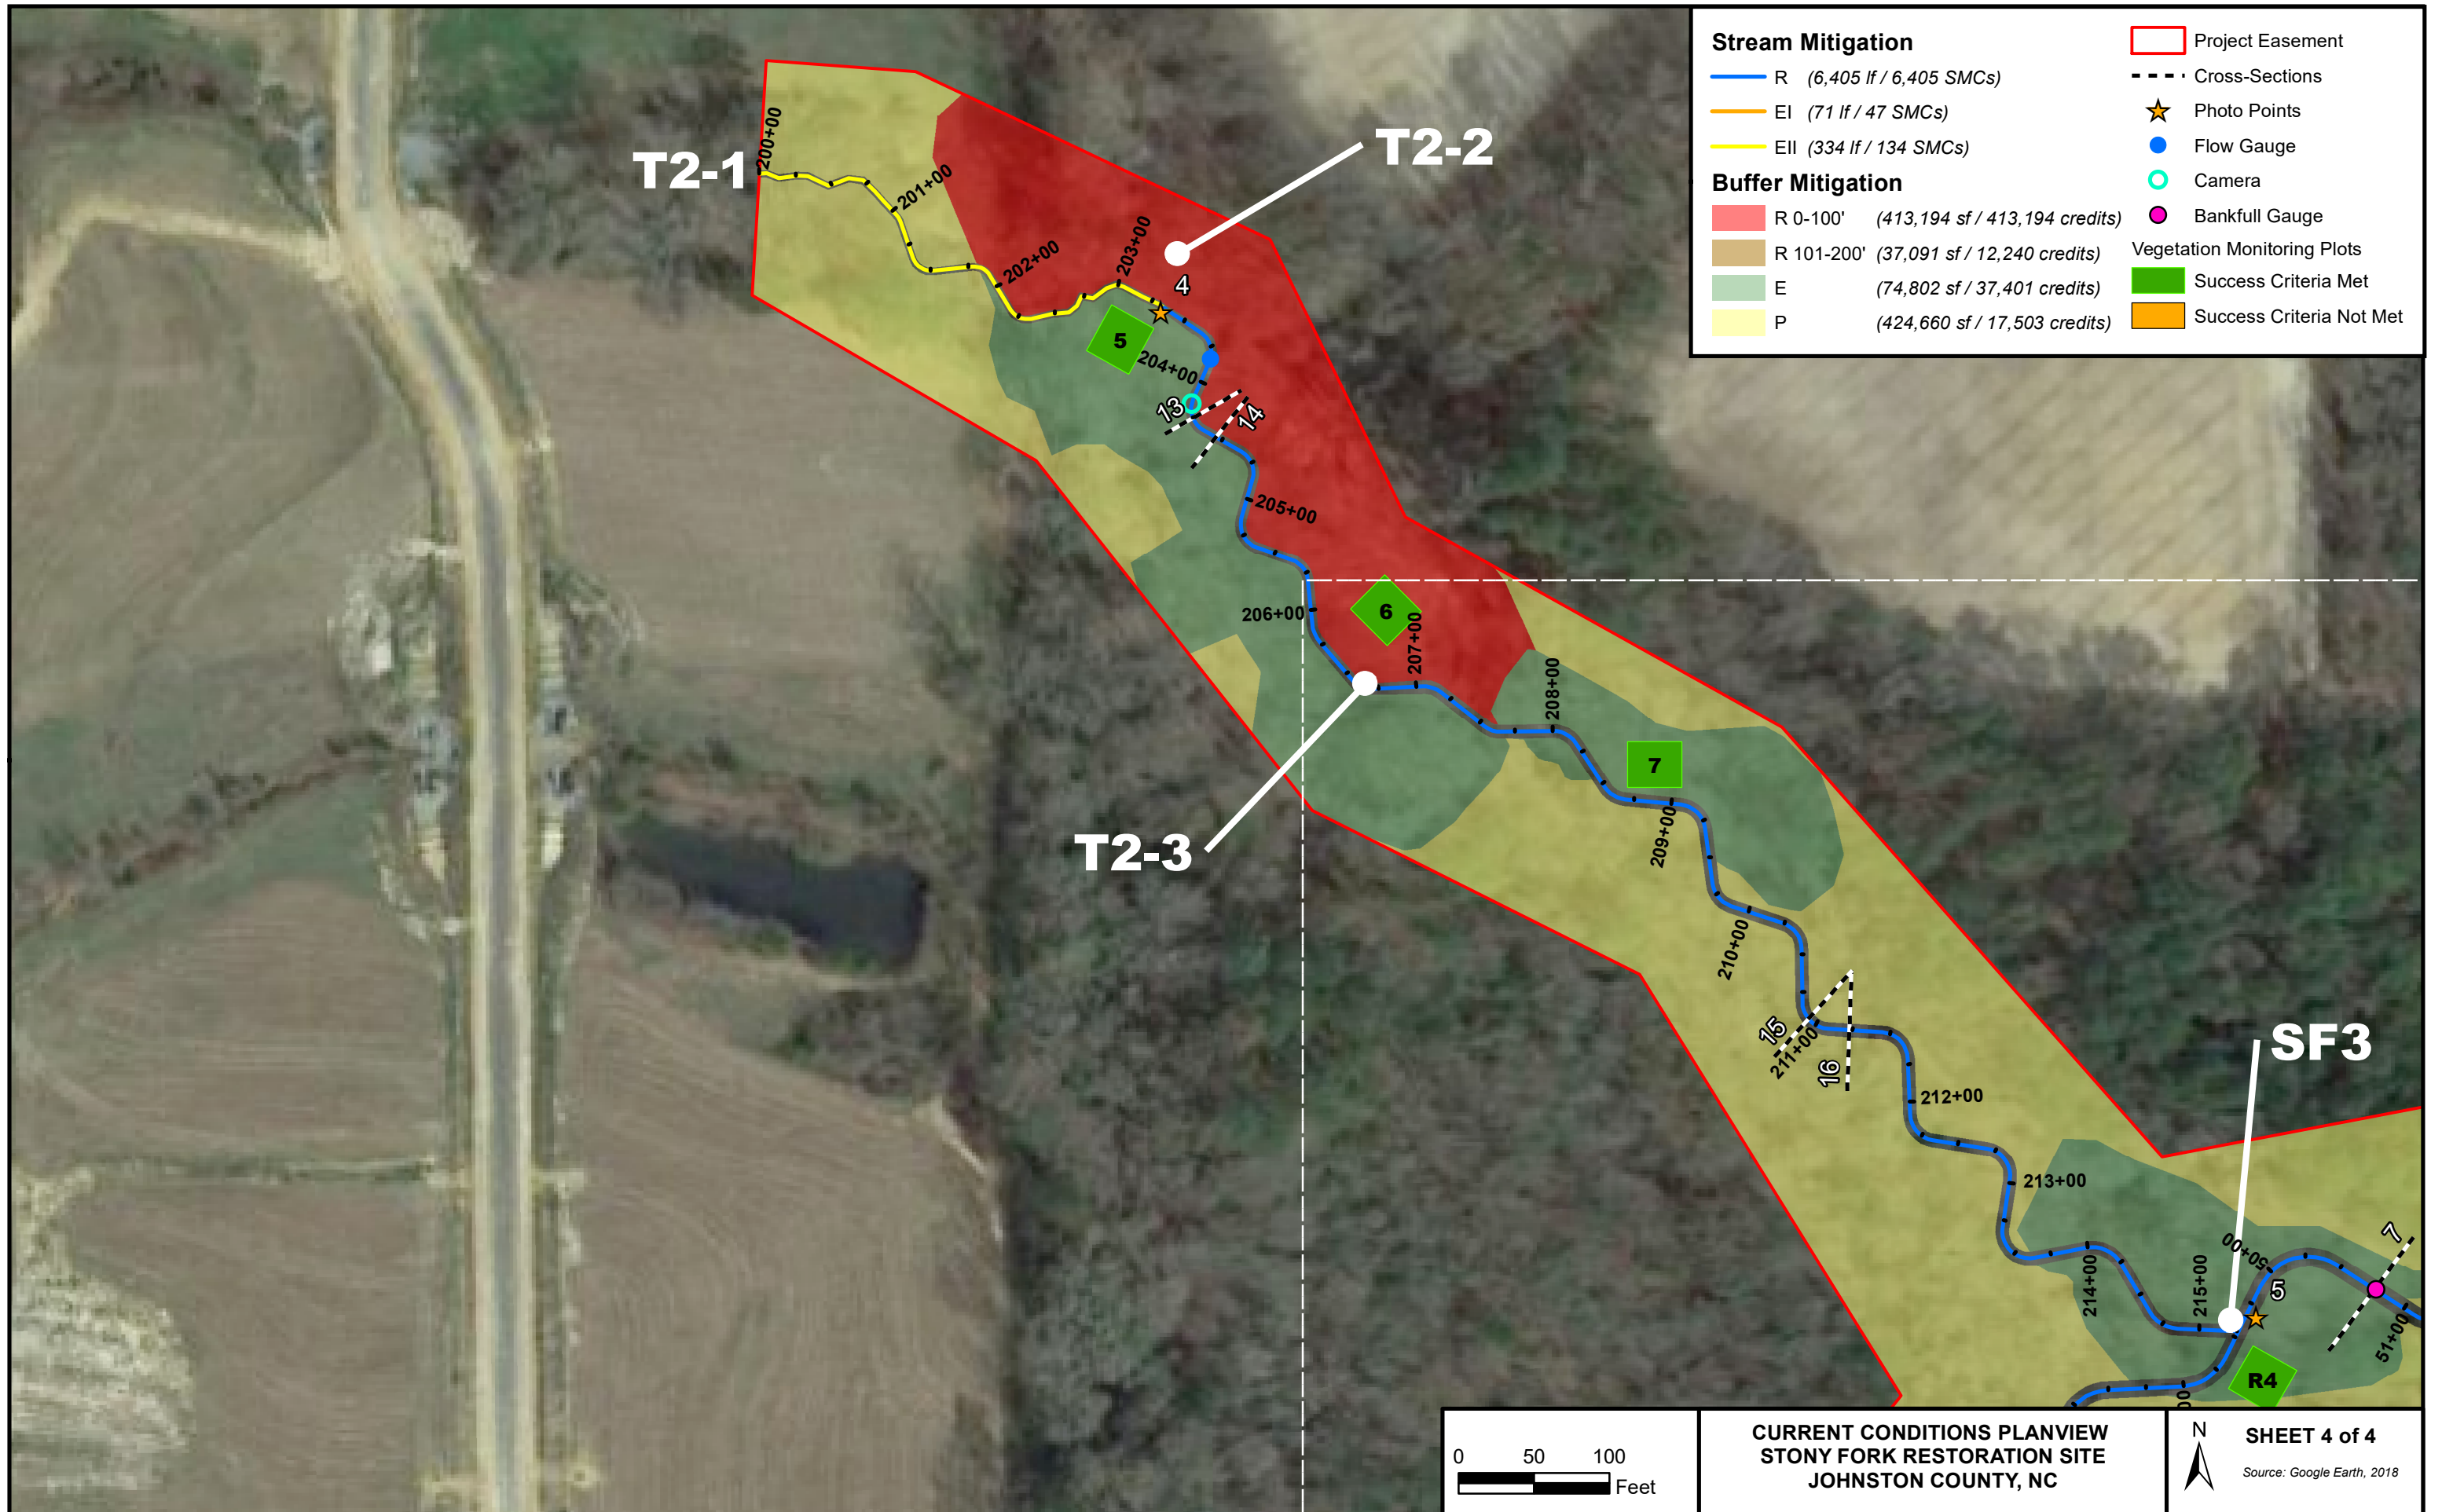 Stream Mitigation
R (6,405 lf / 6,405 SMCs)
EI (71 lf / 47 SMCs)
EII (334 lf / 134 SMCs)
Buffer Mitigation
R 0-100' (413,194 sf / 413,194 credits)
R 101-200' (37,091 sf / 12,240 credits)
E (74,802 sf / 37,401 credits)
P (424,660 sf / 17,503 credits)
Project Easement
Cross-Sections
Photo Points
Flow Gauge
Camera
Bankfull Gauge
Vegetation Monitoring Plots
Success Criteria Met
Success Criteria Not Met
T2-1
200+00
201+00
202+00
203+00
T2-2
4
5
204+00
13
14
205+00
206+00
6
207+00
T2-3
208+00
7
209+00
210+00
15
211+00
16
212+00
213+00
SF3
214+00
215+00
50+00
5
7
51+00
R4
0 50 100
Feet
CURRENT CONDITIONS PLANVIEW
STONY FORK RESTORATION SITE
JOHNSTON COUNTY, NC
N
SHEET 4 of 4
Source: Google Earth, 2018